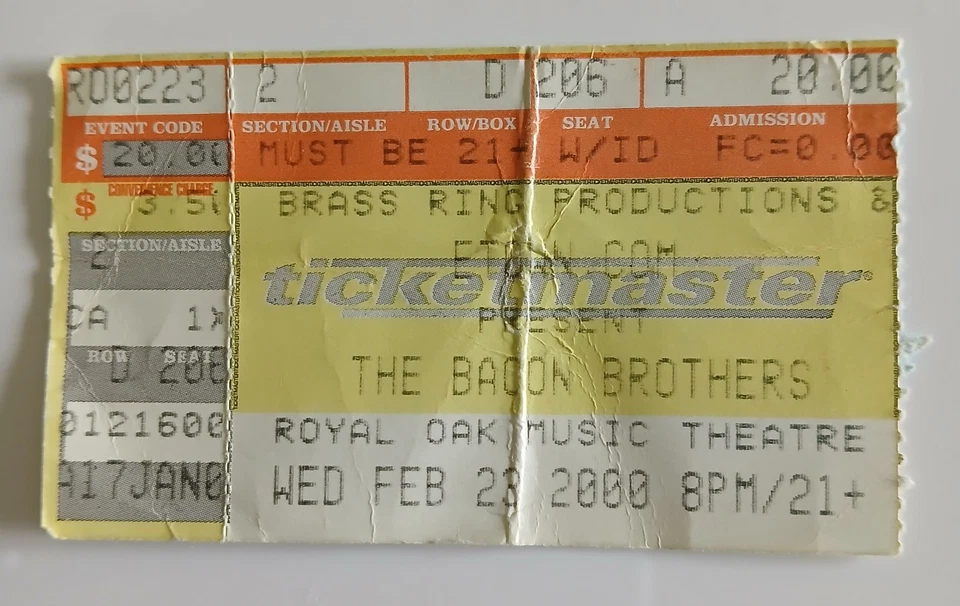 RO0223 2 D 206 A 20.00
EVENT CODE SECTION/AISLE ROW/BOX SEAT ADMISSION
$ 20.00 MUST BE 21+ W/ID FC=0.00
CONVENIENCE CHARGE
$ 3.50 BRASS RING PRODUCTIONS &
SECTION/AISLE
2
ticketmaster
PRESENT
CA 1X
ROW SEAT
D 206 THE BACON BROTHERS
0121600 ROYAL OAK MUSIC THEATRE
A17JAN0 WED FEB 23 2000 8PM/21+